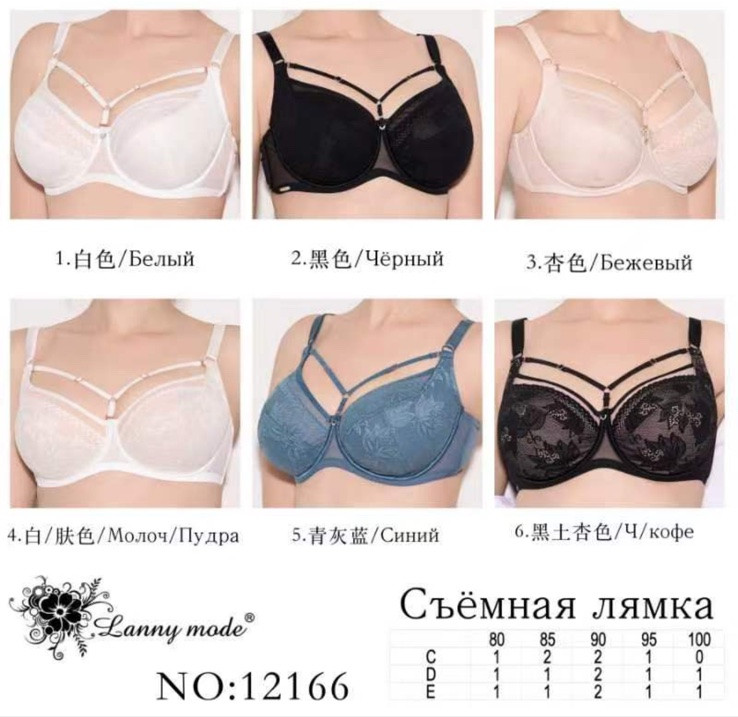 1.白色/Белый
2.黑色/Чёрный
3.杏色/Бежевый
4.白/肤色/Молоч/Пудра
5.青灰蓝/Синий
6.黑土杏色/Ч/кофе
Lanny mode®
NO:12166
Съёмная лямка
80 85 90 95 100
C 1 2 2 1 0
D 1 1 2 1 1
E 1 1 2 1 1